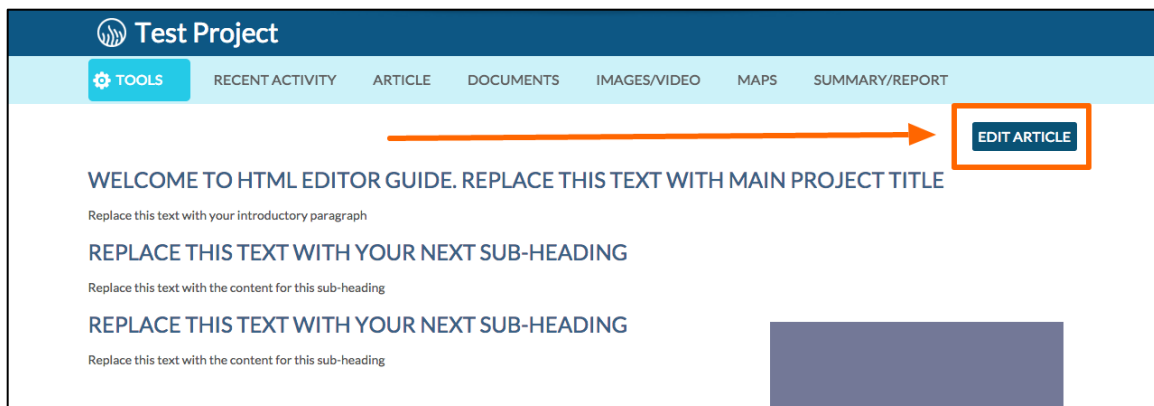 Test Project
TOOLS RECENT ACTIVITY ARTICLE DOCUMENTS IMAGES/VIDEO MAPS SUMMARY/REPORT
EDIT ARTICLE
WELCOME TO HTML EDITOR GUIDE. REPLACE THIS TEXT WITH MAIN PROJECT TITLE
Replace this text with your introductory paragraph
REPLACE THIS TEXT WITH YOUR NEXT SUB-HEADING
Replace this text with the content for this sub-heading
REPLACE THIS TEXT WITH YOUR NEXT SUB-HEADING
Replace this text with the content for this sub-heading